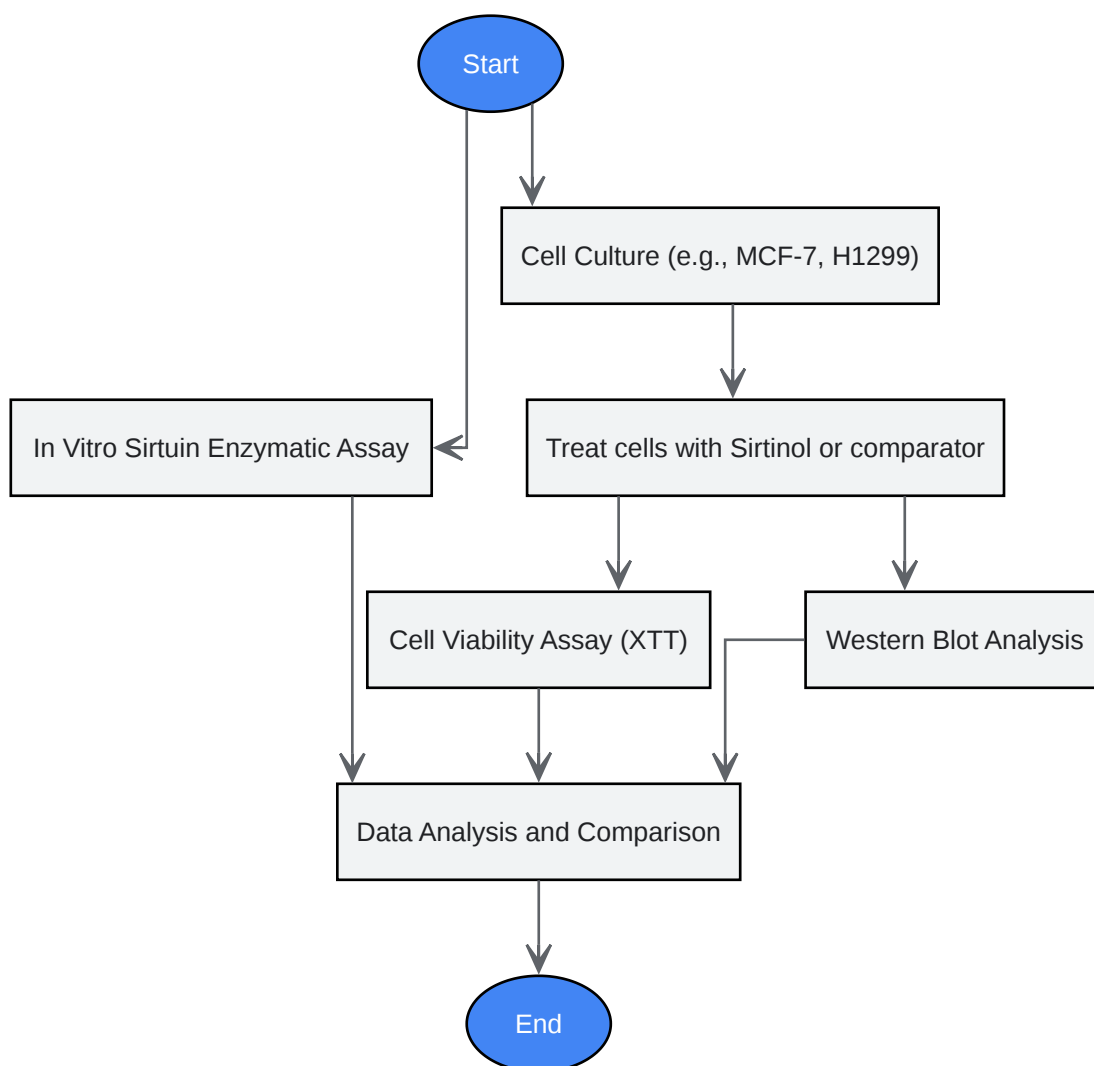 Start
Cell Culture (e.g., MCF-7, H1299)
In Vitro Sirtuin Enzymatic Assay
Treat cells with Sirtinol or comparator
Cell Viability Assay (XTT)
Western Blot Analysis
Data Analysis and Comparison
End